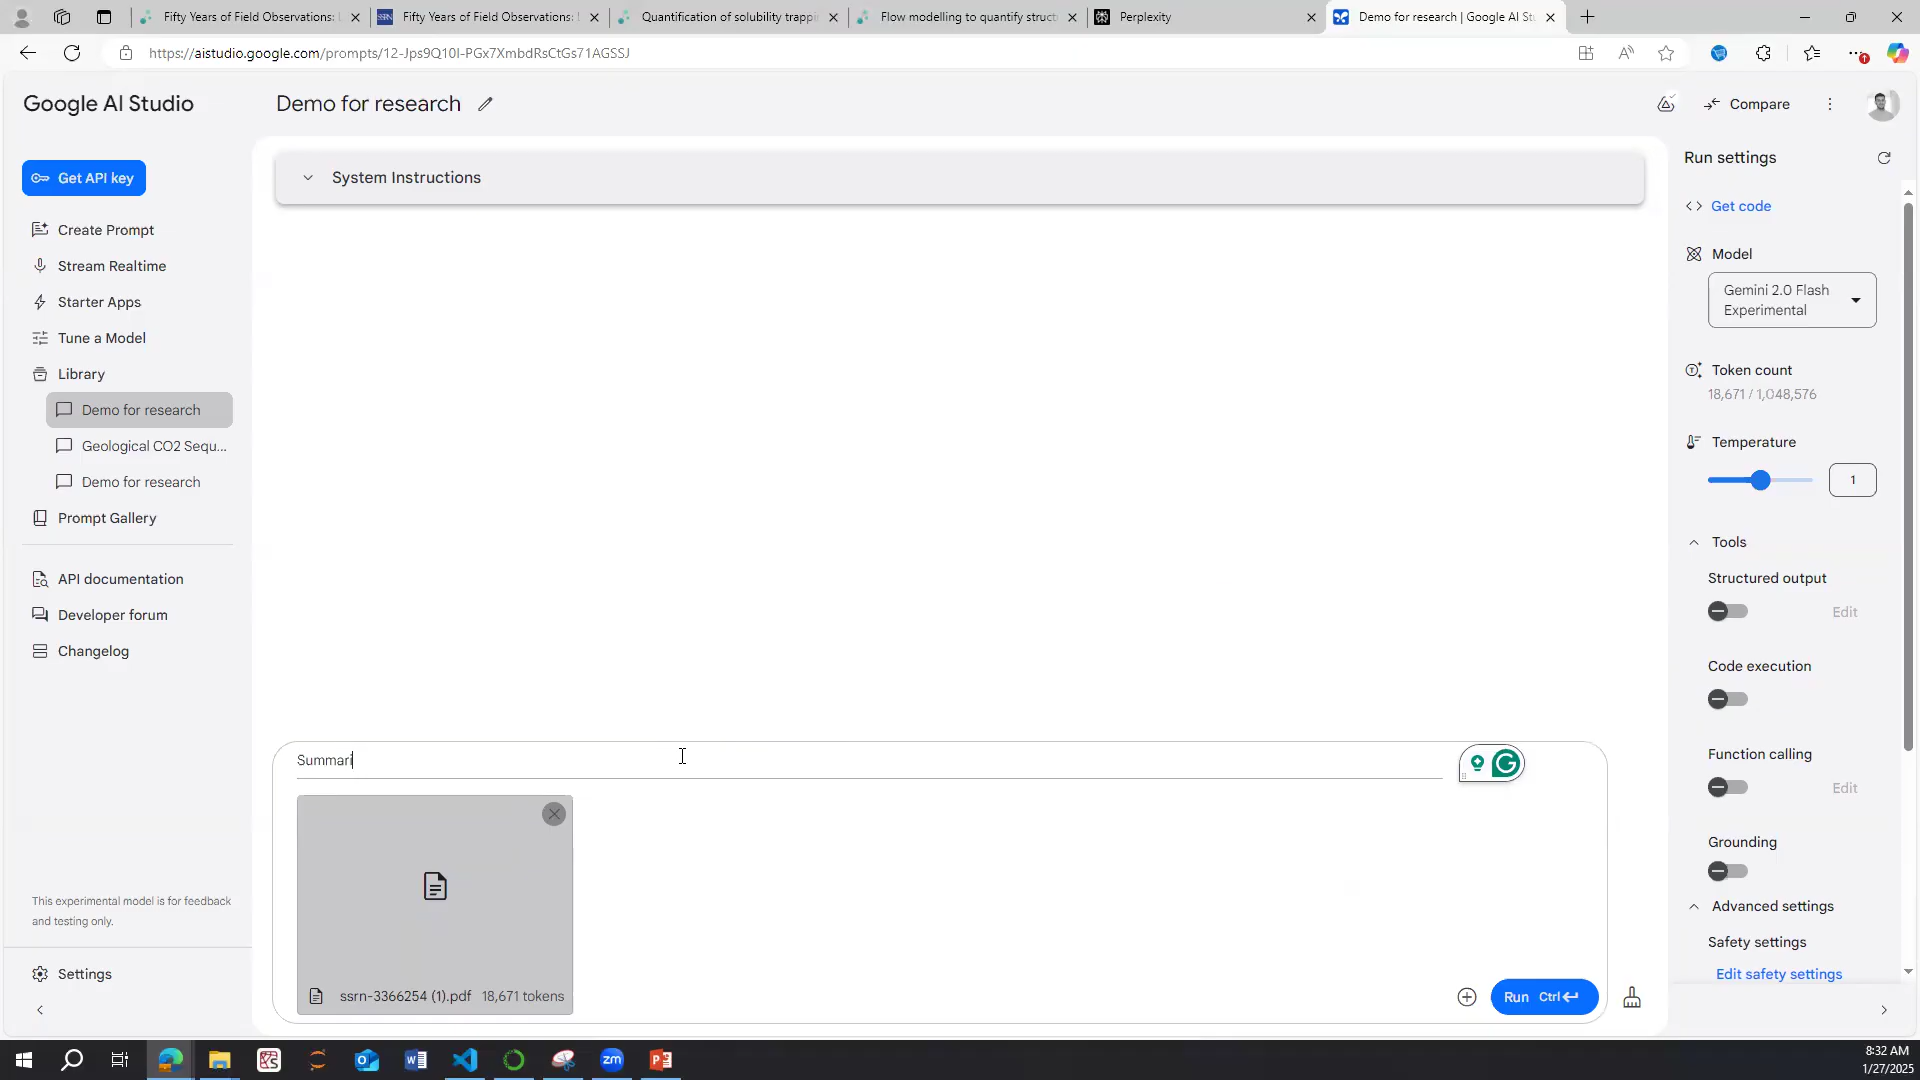 Fifty Years of Field Observations: L
Fifty Years of Field Observations: L
Quantification of solubility trappi
Flow modelling to quantify struct
Perplexity
Demo for research | Google AI St
https://aistudio.google.com/prompts/12-Jps9Q10I-PGx7XmbdRsCtGs71AGSSJ
Google AI Studio
Demo for research
Compare
Get API key
Create Prompt
Stream Realtime
Starter Apps
Tune a Model
Library
Demo for research
Geological CO2 Sequ...
Demo for research
Prompt Gallery
API documentation
Developer forum
Changelog
This experimental model is for feedback
and testing only.
Settings
System Instructions
Summari
ssrn-3366254 (1).pdf 18,671 tokens
Run Ctrl
Run settings
Get code
Model
Gemini 2.0 Flash
Experimental
Token count
18,671 / 1,048,576
Temperature
1
Tools
Structured output
Edit
Code execution
Function calling
Edit
Grounding
Advanced settings
Safety settings
Edit safety settings
8:32 AM
1/27/2025